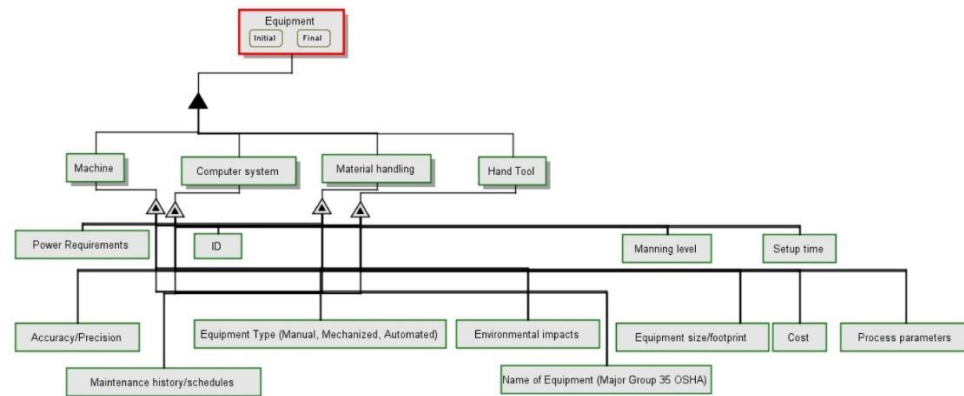 Equipment
Initial Final
Machine
Computer system
Material handling
Hand Tool
Power Requirements
ID
Manning level
Setup time
Accuracy/Precision
Equipment Type (Manual, Mechanized, Automated)
Environmental impacts
Equipment size/footprint
Cost
Process parameters
Maintenance history/schedules
Name of Equipment (Major Group 35 OSHA)